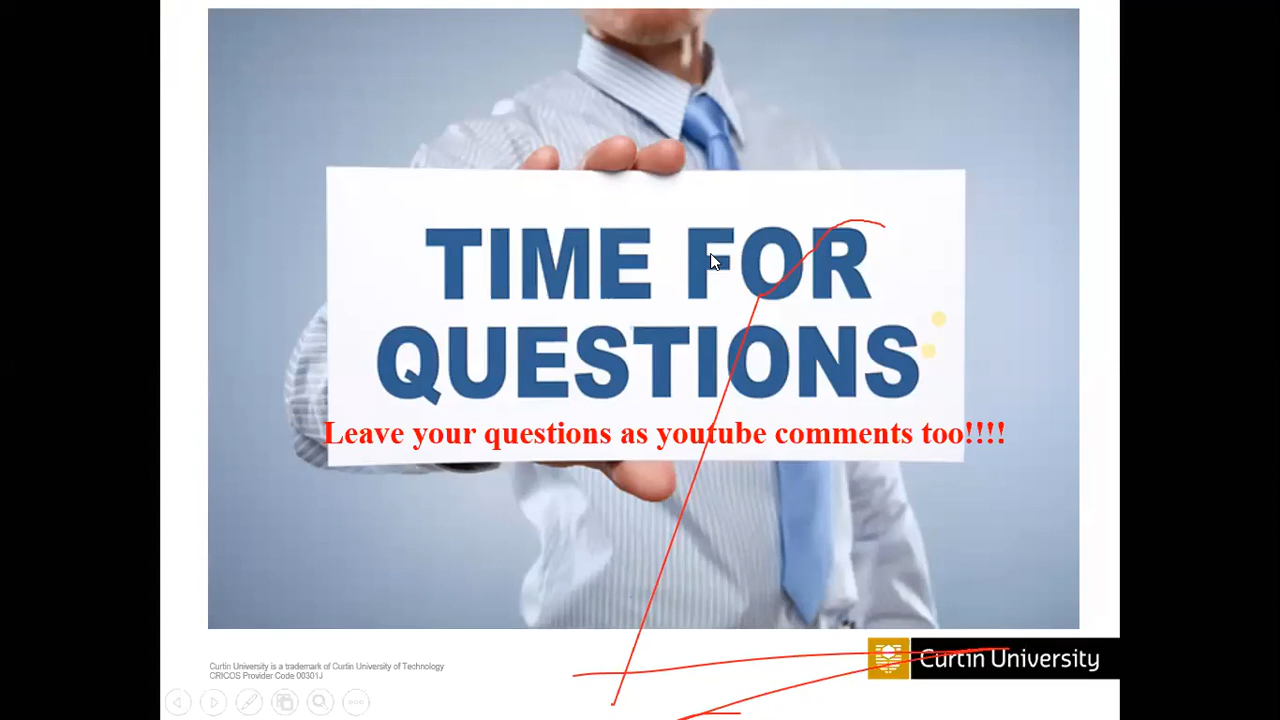 TIME FOR
QUESTIONS
Leave your questions as youtube comments too!!!!
Curtin University is a trademark of Curtin University of Technology
CRICOS Provider Code 00301J
Curtin University